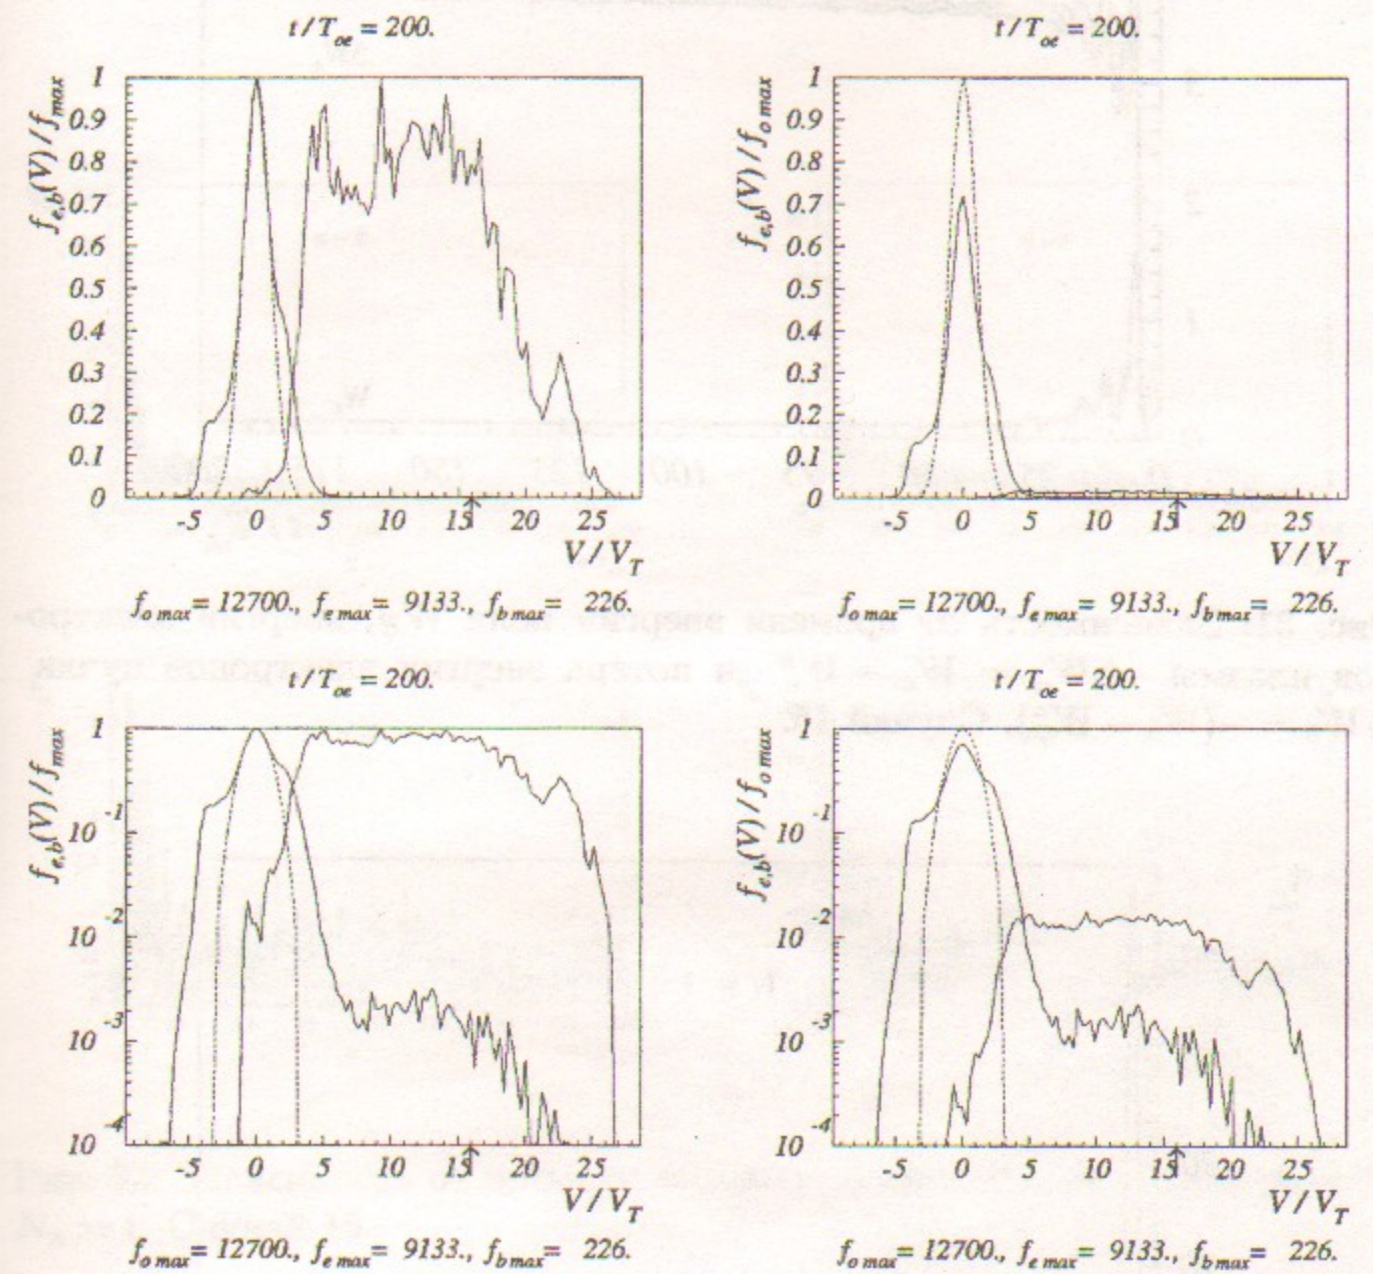 t / T_oe = 200.
f_e,b(V) / f_max
1
0.9
0.8
0.7
0.6
0.5
0.4
0.3
0.2
0.1
0
-5 0 5 10 15 20 25
V / V_T
f_o max = 12700., f_e max = 9133., f_b max = 226.
t / T_oe = 200.
f_e,b(V) / f_o max
1
0.9
0.8
0.7
0.6
0.5
0.4
0.3
0.2
0.1
0
-5 0 5 10 15 20 25
V / V_T
f_o max = 12700., f_e max = 9133., f_b max = 226.
t / T_oe = 200.
f_e,b(V) / f_max
1
10^-1
10^-2
10^-3
10^-4
-5 0 5 10 15 20 25
V / V_T
f_o max = 12700., f_e max = 9133., f_b max = 226.
t / T_oe = 200.
f_e,b(V) / f_o max
1
10^-1
10^-2
10^-3
10^-4
-5 0 5 10 15 20 25
V / V_T
f_o max = 12700., f_e max = 9133., f_b max = 226.